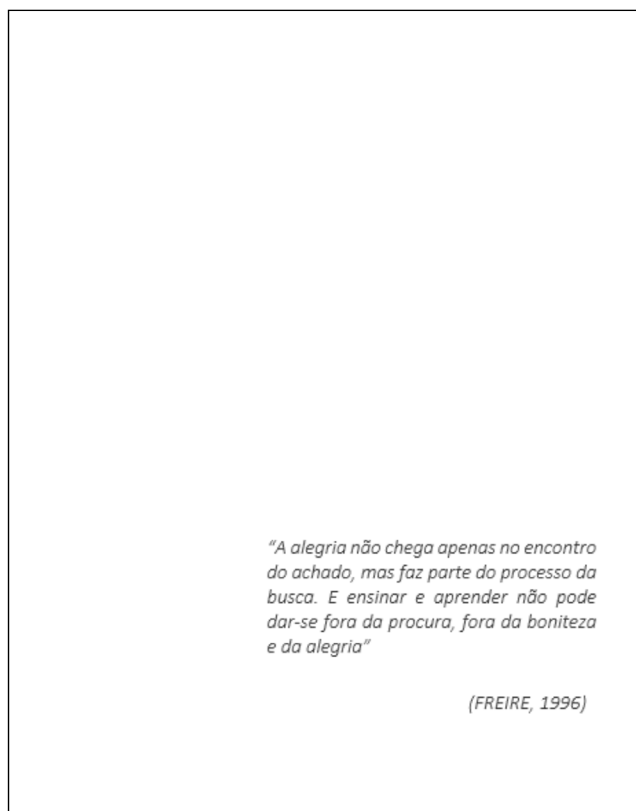 “A alegria não chega apenas no encontro
do achado, mas faz parte do processo da
busca. E ensinar e aprender não pode
dar-se fora da procura, fora da boniteza
e da alegria”
(FREIRE, 1996)